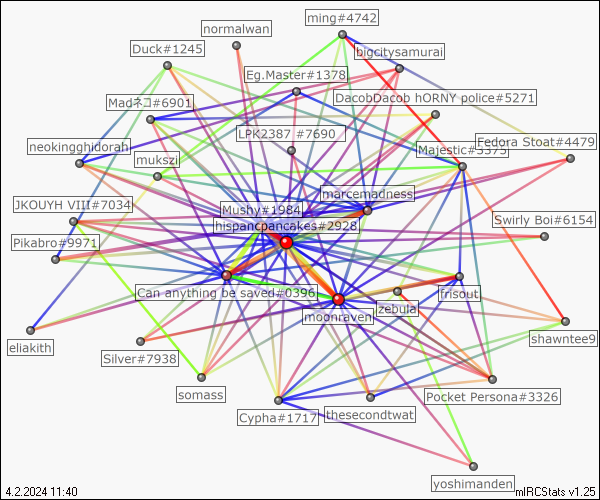 ming#4742
normalwan
Duck#1245
bigcitysamurai
Eg.Master#1378
Madネコ#6901
DacobDacob hORNY police#5271
LPK2387 #7690
Fedora Stoat#4479
neokingghidorah
Majestic#3373
mukszi
marcemadness
JKOUYH VIII#7034
Mushy#1984
Swirly Boi#6154
hispancpancakes#2928
Pikabro#9971
Can anything be saved#0396
frisout
zebula
moonraven
shawntee9
eliakith
Silver#7938
somass
Pocket Persona#3326
Cypha#1717
thesecondtwat
yoshimanden
4.2.2024 11:40
mIRCStats v1.25